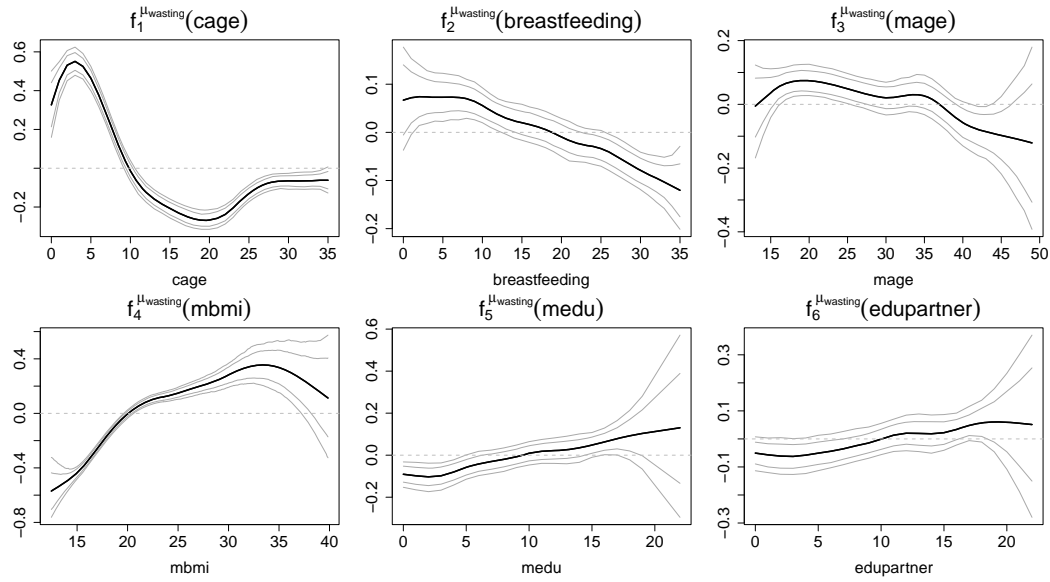 f₁^μwasting(cage)
f₂^μwasting(breastfeeding)
f₃^μwasting(mage)
0.6
0.4
0.2
0.0
−0.2
0 5 10 15 20 25 30 35
cage
0.1
0.0
−0.1
−0.2
0 5 10 15 20 25 30 35
breastfeeding
0.2
0.0
−0.2
−0.4
15 20 25 30 35 40 45 50
mage
f₄^μwasting(mbmi)
f₅^μwasting(medu)
f₆^μwasting(edupartner)
0.4
0.0
−0.4
−0.8
15 20 25 30 35 40
mbmi
0.6
0.4
0.2
0.0
−0.2
0 5 10 15 20
medu
0.3
0.1
−0.1
−0.3
0 5 10 15 20
edupartner